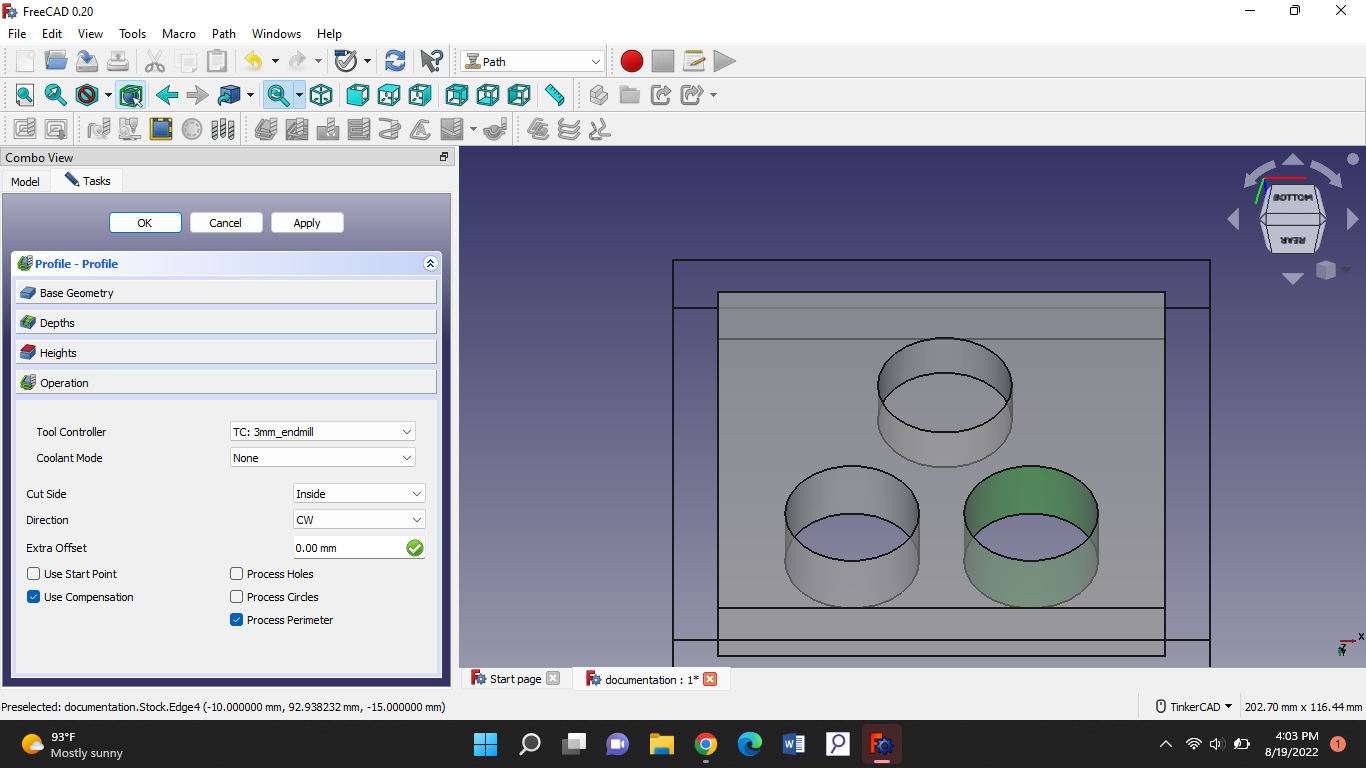 FreeCAD 0.20
File Edit View Tools Macro Path Windows Help
Path
Combo View
Model Tasks
OK Cancel Apply
Profile - Profile
Base Geometry
Depths
Heights
Operation
Tool Controller TC: 3mm_endmill
Coolant Mode None
Cut Side Inside
Direction CW
Extra Offset 0.00 mm
Use Start Point Process Holes
Use Compensation Process Circles
Process Perimeter
BOTTOM
REAR
X
Y
Z
Start page documentation : 1*
Preselected: documentation.Stock.Edge4 (-10.000000 mm, 92.938232 mm, -15.000000 mm) TinkerCAD 202.70 mm x 116.44 mm
93°F
Mostly sunny
4:03 PM
8/19/2022
1